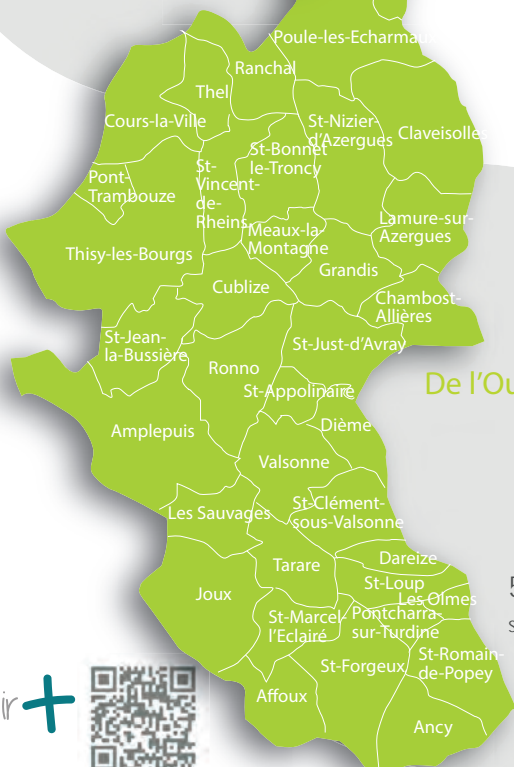 Poule-les-Echarmau
Ranchal
Thel
Cours-la-Ville
St-Nizier-
d'Azergues
Claveisolles
St-Bonnet
le-Troncy
Pont-
Trambouze
St-
Vincent-
de-
Rheins
Lamure-sur-
Azergues
Meaux-la-
Montagne
Thisy-les-Bourgs
Grandis
Cublize
Chambost-
Allières
St-Jean-
la-Bussière
St-Just-d'Avray
Ronno
De l'Ou
St-Appolinaire
Dième
Amplepuis
Valsonne
Les Sauvages
St-Clément-
sous-Valsonne
Dareize
Tarare
St-Loup
Joux
Les Olmes
5
s
St-Marcel-
l'Eclairé
Pontcharra-
sur-Turdine
St-Forgeux
St-Romain-
de-Popey
Affoux
ir +
Ancy